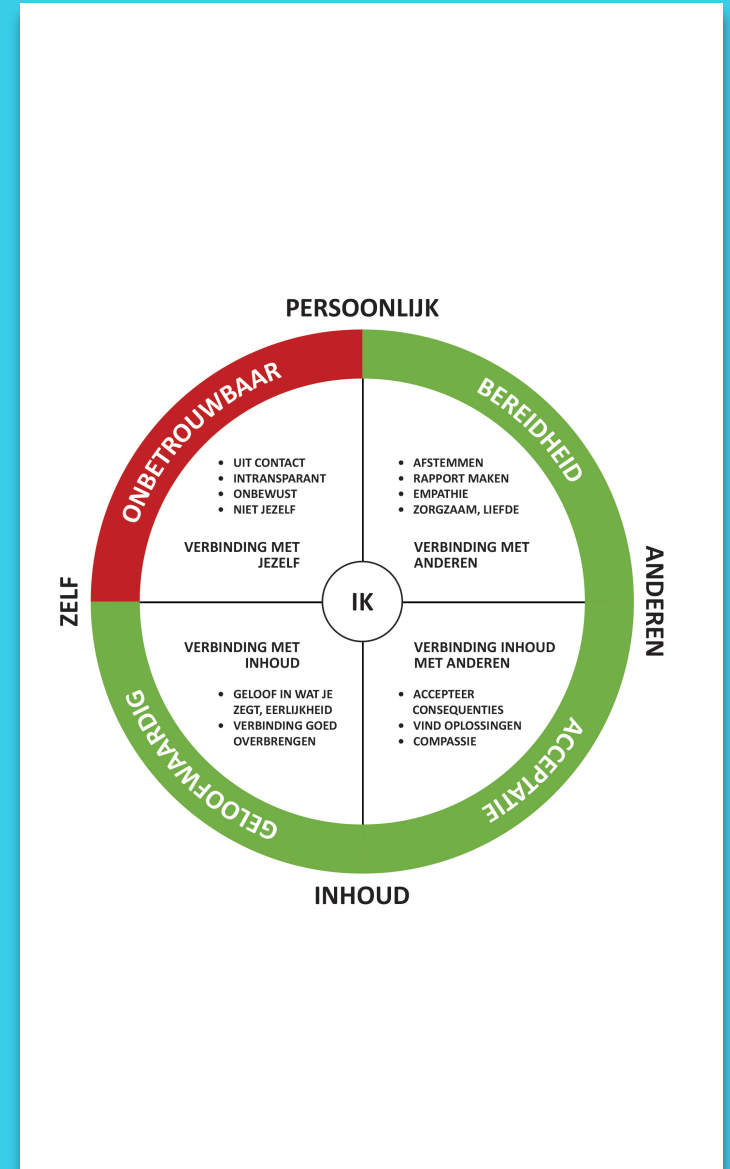 PERSOONLIJK
ONBETROUWBAAR
BEREIDHEID
• UIT CONTACT
• INTRANSPARANT
• ONBEWUST
• NIET JEZELF
VERBINDING MET
JEZELF
• AFSTEMMEN
• RAPPORT MAKEN
• EMPATHIE
• ZORGZAAM, LIEFDE
VERBINDING MET
ANDEREN
ZELF
IK
ANDEREN
VERBINDING MET
INHOUD
• GELOOF IN WAT JE
ZEGT, EERLIJKHEID
• VERBINDING GOED
OVERBRENGEN
VERBINDING INHOUD
MET ANDEREN
• ACCEPTEER
CONSEQUENTIES
• VIND OPLOSSINGEN
• COMPASSIE
GELOOFWAARDIG
ACCEPTATIE
INHOUD